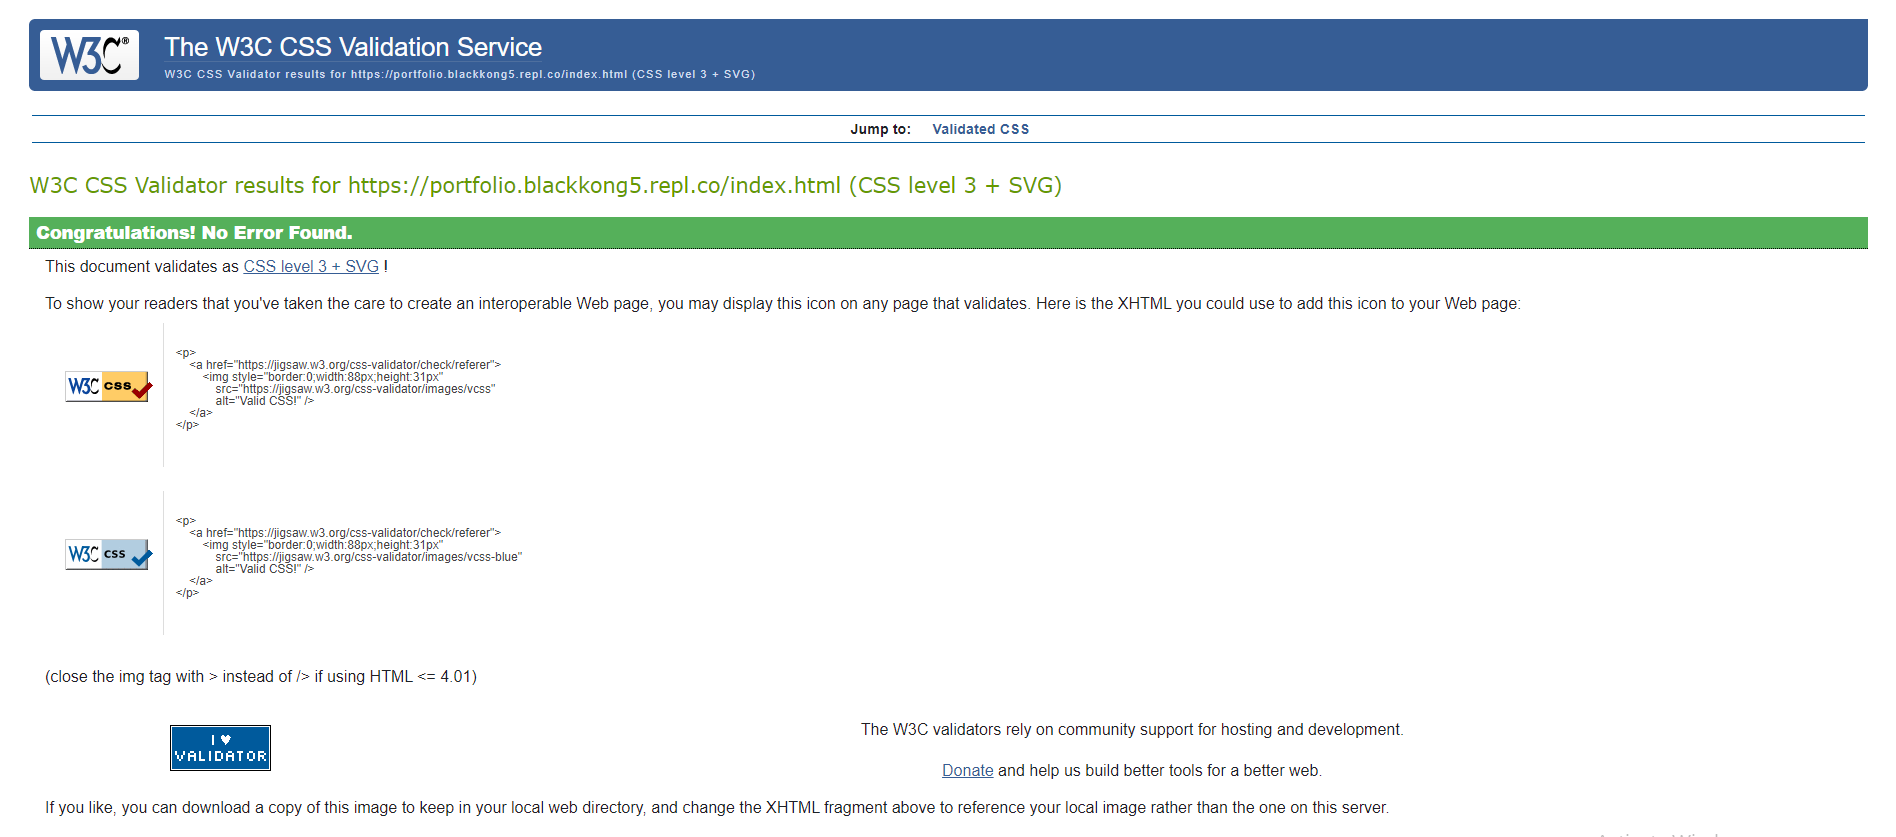 W3C®
The W3C CSS Validation Service
W3C CSS Validator results for https://portfolio.blackkong5.repl.co/index.html (CSS level 3 + SVG)
Jump to: Validated CSS
W3C CSS Validator results for https://portfolio.blackkong5.repl.co/index.html (CSS level 3 + SVG)
Congratulations! No Error Found.
This document validates as CSS level 3 + SVG !
To show your readers that you've taken the care to create an interoperable Web page, you may display this icon on any page that validates. Here is the XHTML you could use to add this icon to your Web page:
W3C css
<p>
<a href="https://jigsaw.w3.org/css-validator/check/referer">
<img style="border:0;width:88px;height:31px"
src="https://jigsaw.w3.org/css-validator/images/vcss"
alt="Valid CSS!" />
</a>
</p>
W3C css
<p>
<a href="https://jigsaw.w3.org/css-validator/check/referer">
<img style="border:0;width:88px;height:31px"
src="https://jigsaw.w3.org/css-validator/images/vcss-blue"
alt="Valid CSS!" />
</a>
</p>
(close the img tag with > instead of /> if using HTML <= 4.01)
I ♥
VALIDATOR
The W3C validators rely on community support for hosting and development.
Donate and help us build better tools for a better web.
If you like, you can download a copy of this image to keep in your local web directory, and change the XHTML fragment above to reference your local image rather than the one on this server.